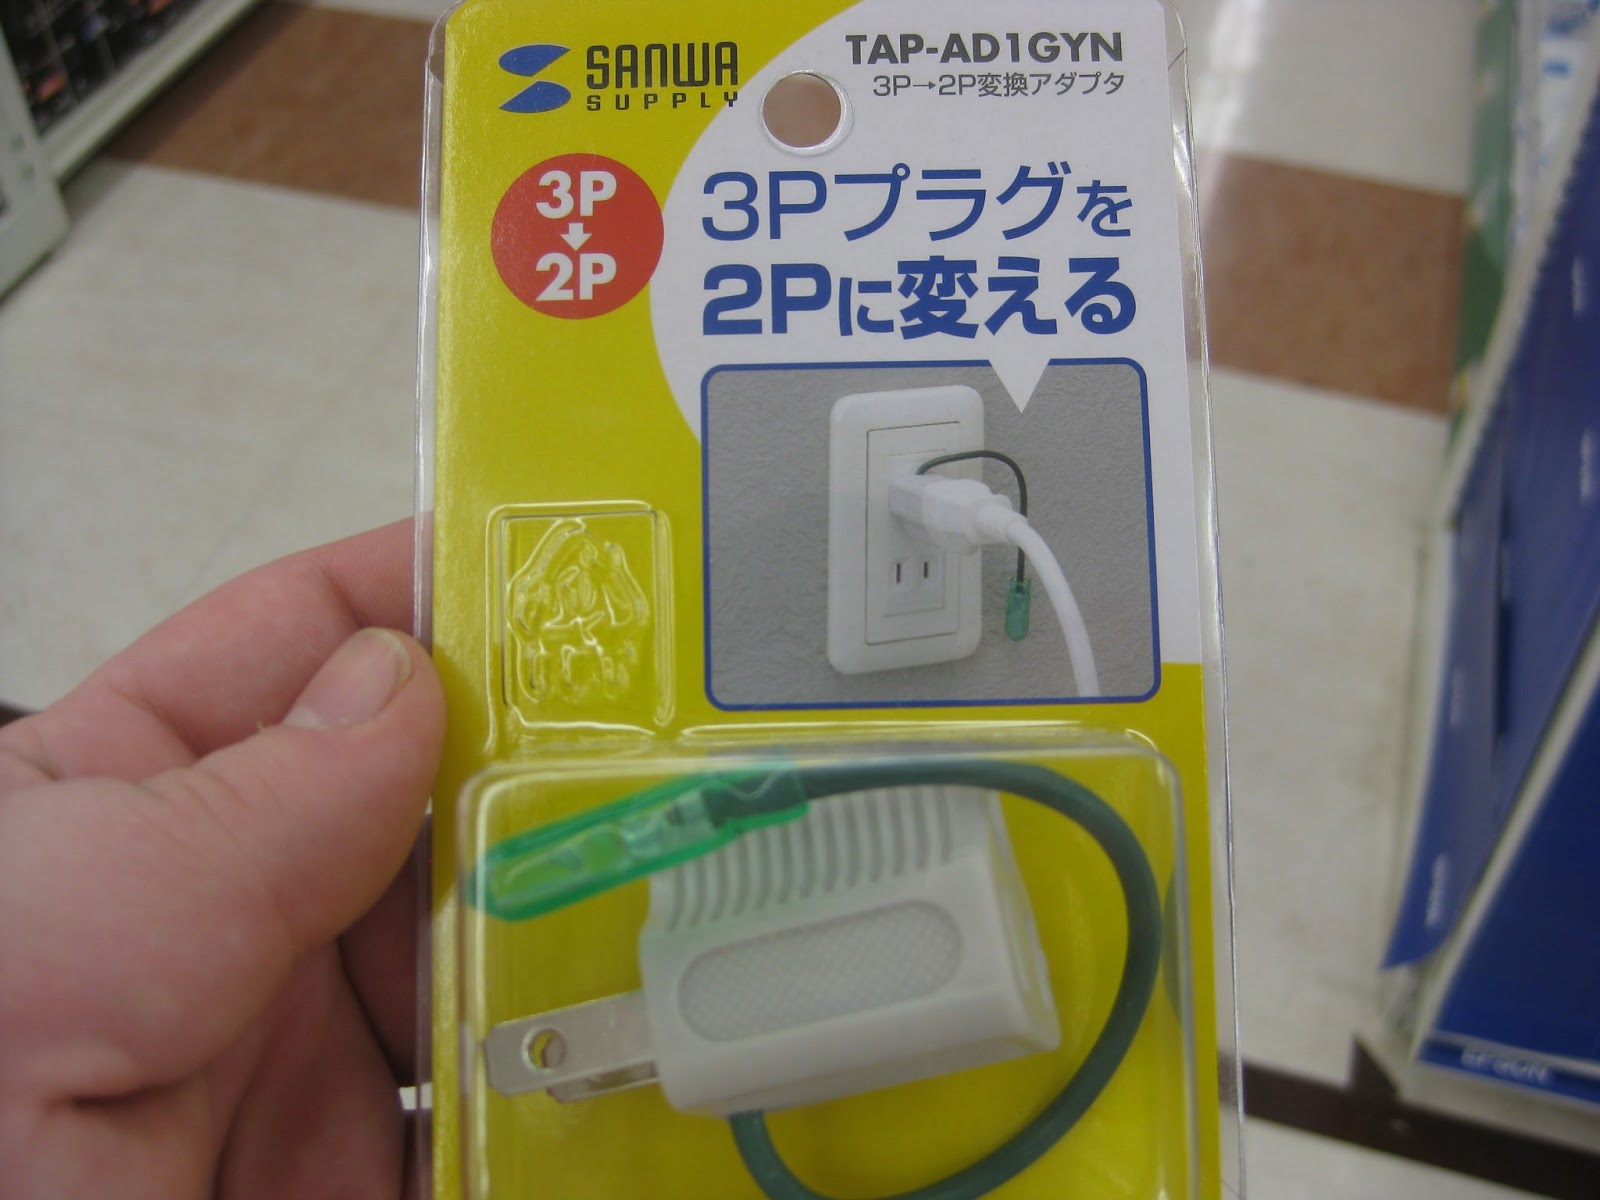 SANWA
SUPPLY
TAP-AD1GYN
3P→2P変換アダプタ
3P
2P
3Pプラグを
2Pに変える
EPSON